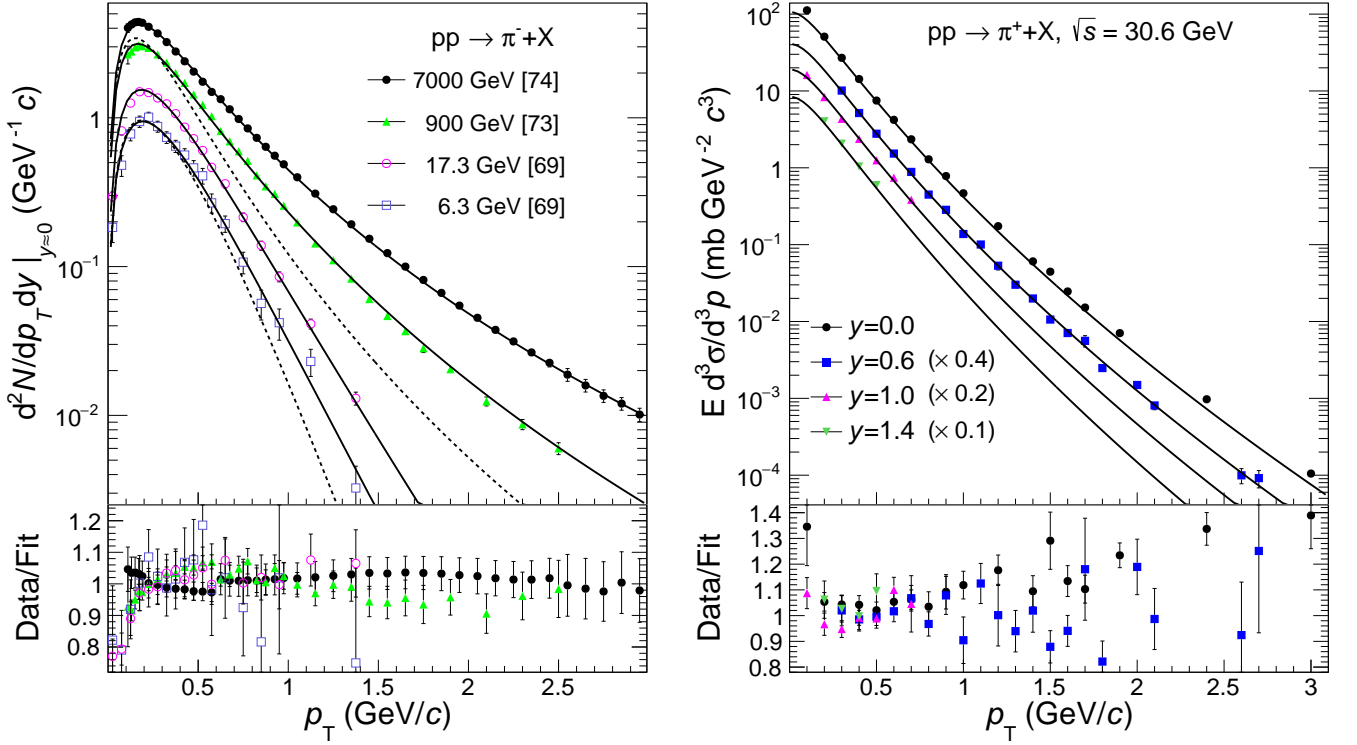 pp → π⁻+X
7000 GeV [74]
900 GeV [73]
17.3 GeV [69]
6.3 GeV [69]
d²N/dp_T dy |_{y≈0} (GeV⁻¹ c)
1
10⁻¹
10⁻²
Data/Fit
1.2
1.1
1.0
0.9
0.8
0.5 1 1.5 2 2.5
p_T (GeV/c)
pp → π⁺+X, √s = 30.6 GeV
E d³σ/d³p (mb GeV⁻² c³)
10²
10
1
10⁻¹
10⁻²
10⁻³
10⁻⁴
y=0.0
y=0.6 (× 0.4)
y=1.0 (× 0.2)
y=1.4 (× 0.1)
Data/Fit
1.4
1.3
1.2
1.1
1.0
0.9
0.8
0.5 1 1.5 2 2.5 3
p_T (GeV/c)